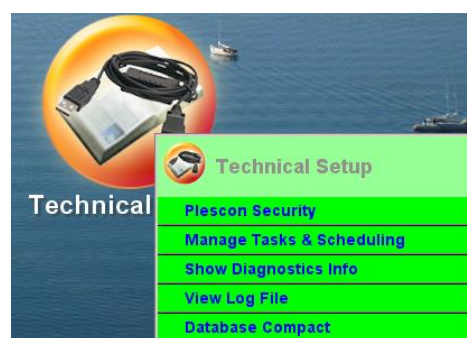 Technical
Technical Setup
Plescon Security
Manage Tasks & Scheduling
Show Diagnostics Info
View Log File
Database Compact